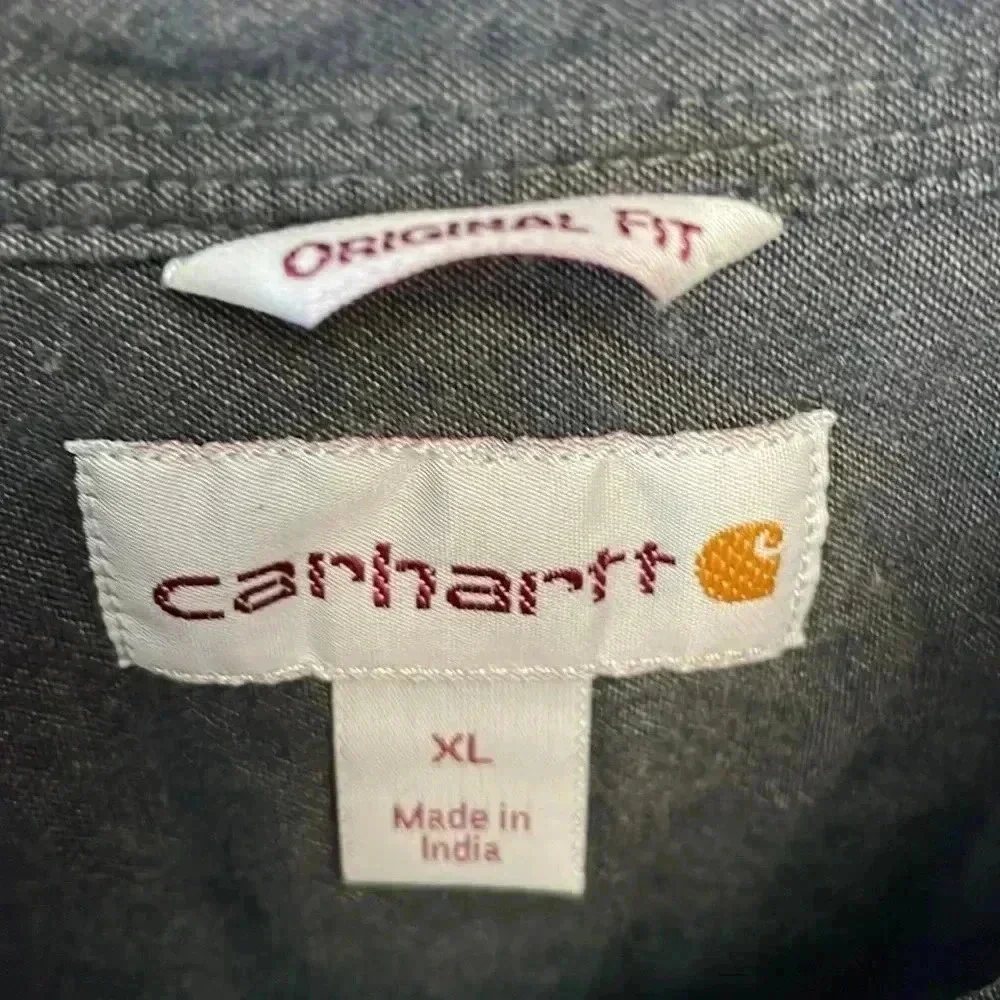 ORIGINAL FIT
carhartt
XL
Made in
India